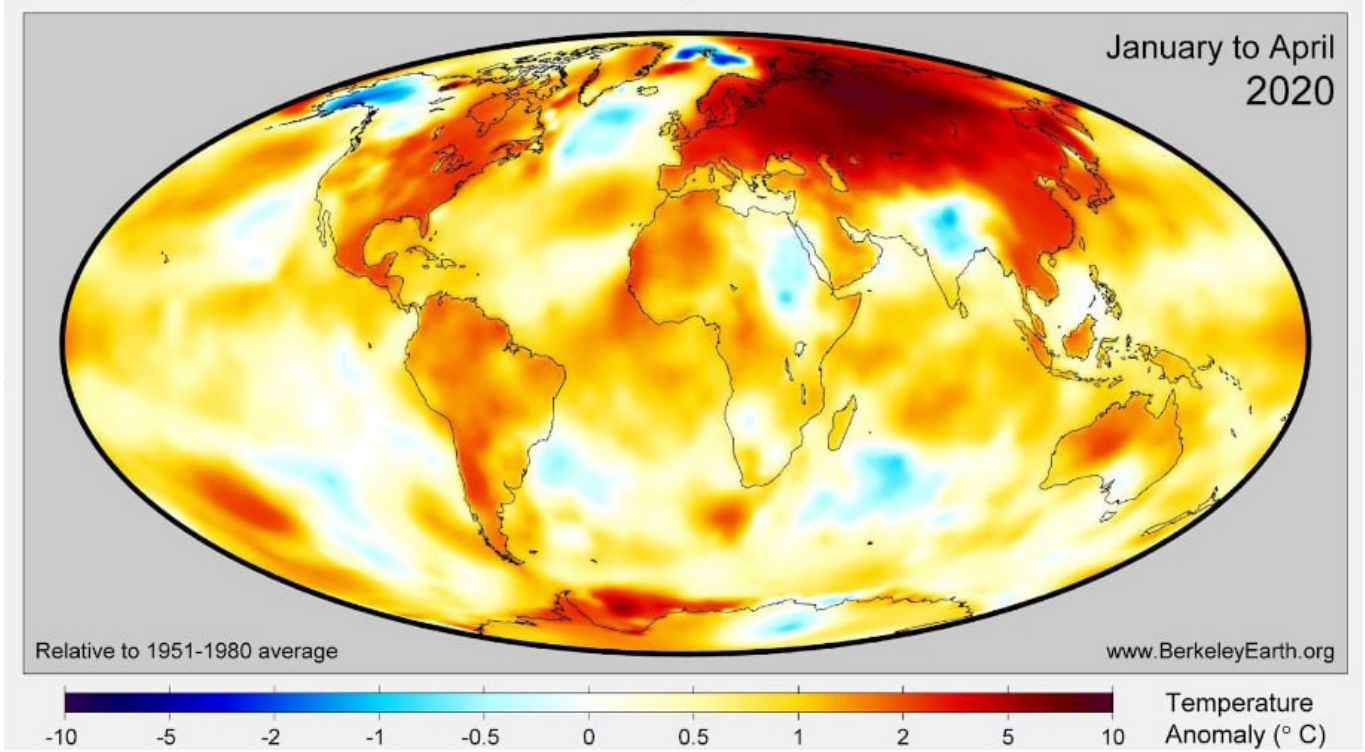 January to April
2020
Relative to 1951-1980 average
www.BerkeleyEarth.org
-10 -5 -2 -1 -0.5 0 0.5 1 2 5 10
Temperature
Anomaly (° C)